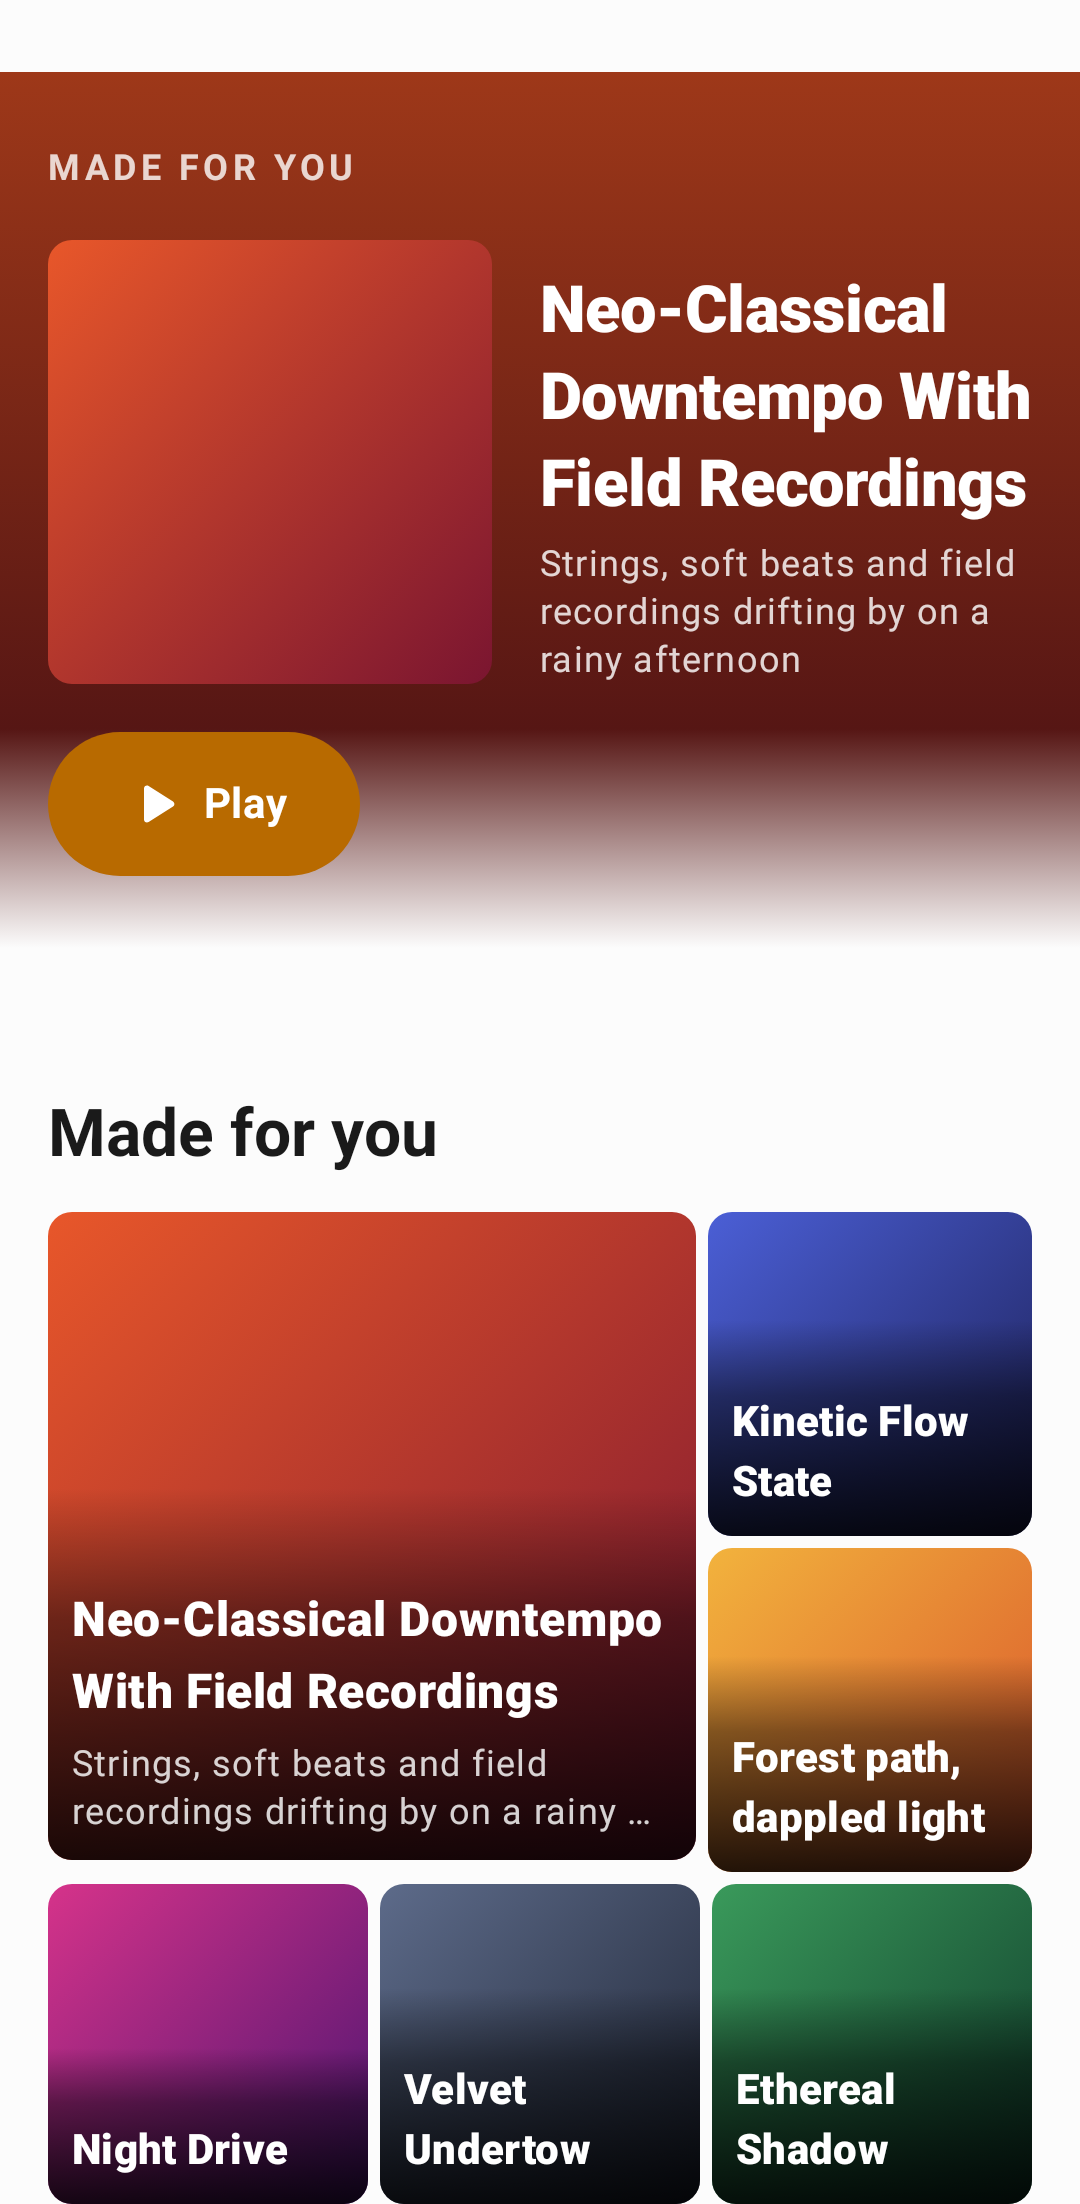 MADE FOR YOU
Neo-Classical
Downtempo With
Field Recordings
Strings, soft beats and field
recordings drifting by on a
rainy afternoon
Play
Made for you
Neo-Classical Downtempo
With Field Recordings
Strings, soft beats and field
recordings drifting by on a rainy …
Kinetic Flow
State
Forest path,
dappled light
Night Drive
Velvet
Undertow
Ethereal
Shadow